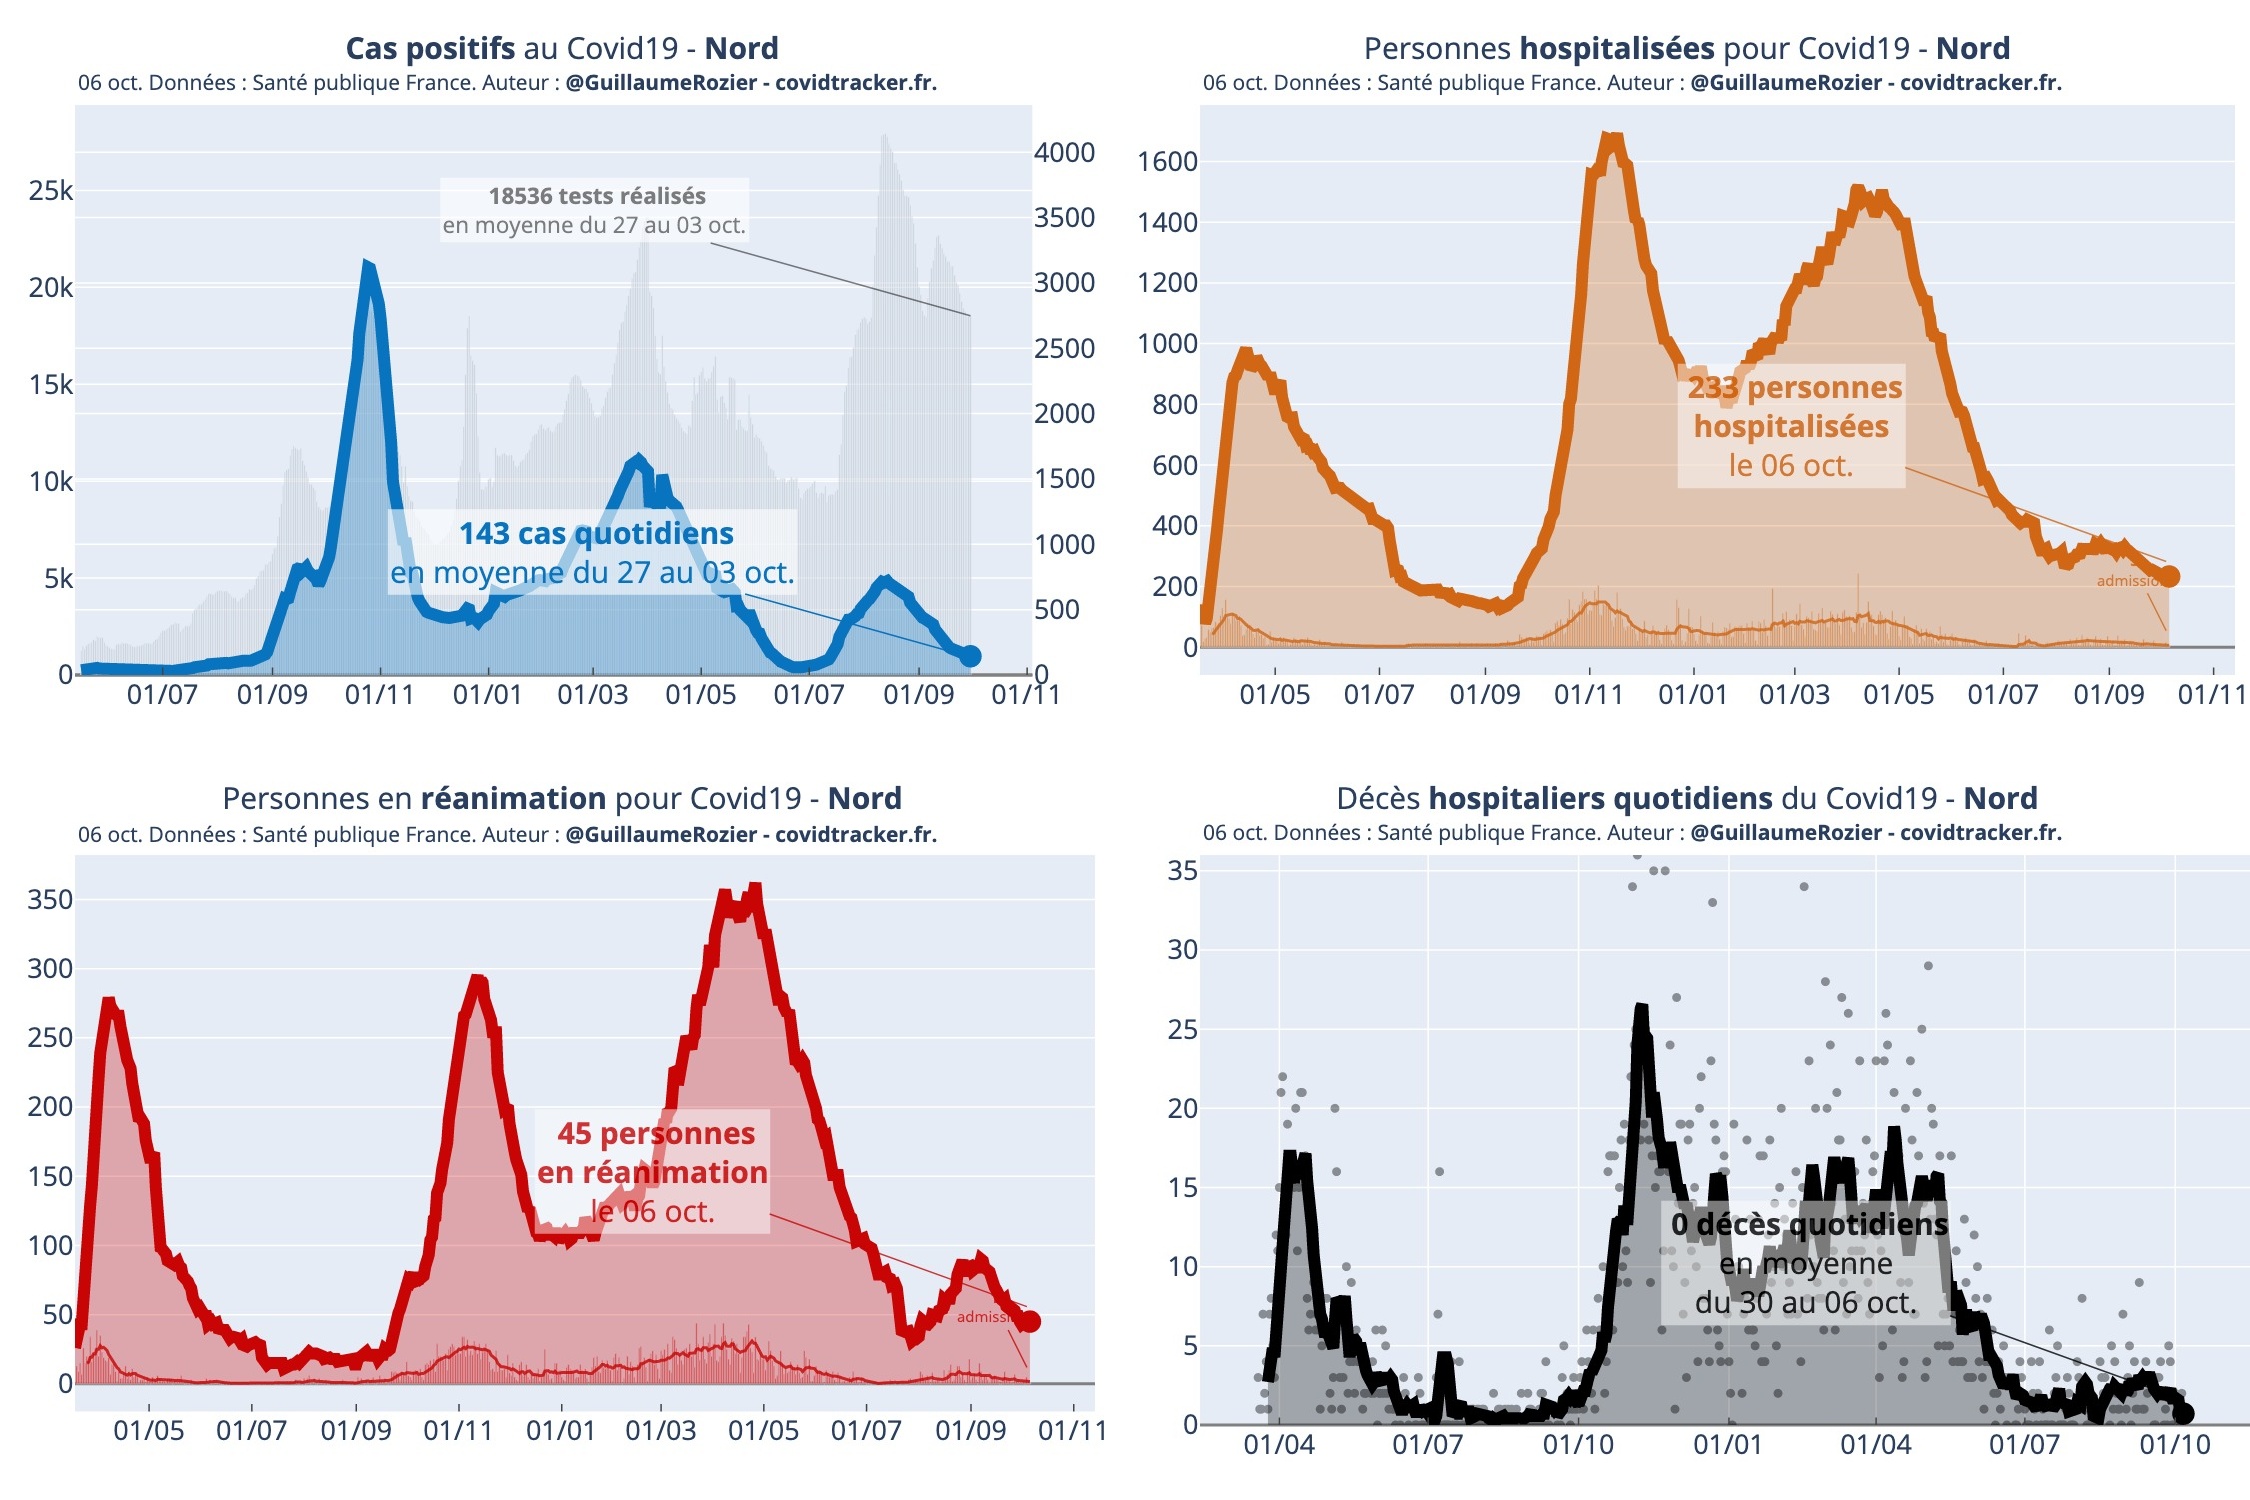 Cas positifs au Covid19 - Nord
06 oct. Données : Santé publique France. Auteur : @GuillaumeRozier - covidtracker.fr.
25k
20k
15k
10k
5k
0
4000
3500
3000
2500
2000
1500
1000
500
0
18536 tests réalisés
en moyenne du 27 au 03 oct.
143 cas quotidiens
en moyenne du 27 au 03 oct.
01/07 01/09 01/11 01/01 01/03 01/05 01/07 01/09 01/11
Personnes hospitalisées pour Covid19 - Nord
06 oct. Données : Santé publique France. Auteur : @GuillaumeRozier - covidtracker.fr.
1600
1400
1200
1000
800
600
400
200
0
233 personnes
hospitalisées
le 06 oct.
01/05 01/07 01/09 01/11 01/01 01/03 01/05 01/07 01/09 01/11
Personnes en réanimation pour Covid19 - Nord
06 oct. Données : Santé publique France. Auteur : @GuillaumeRozier - covidtracker.fr.
350
300
250
200
150
100
50
0
45 personnes
en réanimation
le 06 oct.
01/05 01/07 01/09 01/11 01/01 01/03 01/05 01/07 01/09 01/11
Décès hospitaliers quotidiens du Covid19 - Nord
06 oct. Données : Santé publique France. Auteur : @GuillaumeRozier - covidtracker.fr.
35
30
25
20
15
10
5
0
0 décès quotidiens
en moyenne
du 30 au 06 oct.
01/04 01/07 01/10 01/01 01/04 01/07 01/10